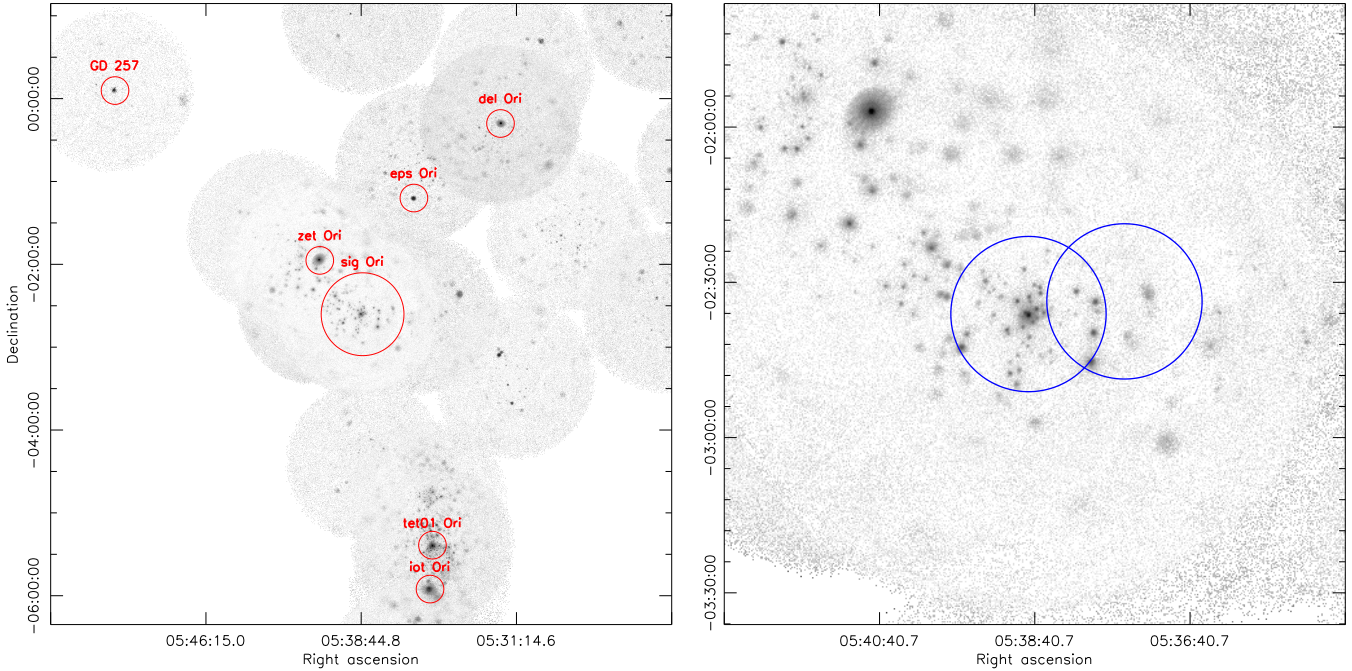 GD 257
del Ori
eps Ori
zet Ori
sig Ori
tet01 Ori
iot Ori
00:00:00
-02:00:00
-04:00:00
-06:00:00
Declination
05:46:15.0
05:38:44.8
05:31:14.6
Right ascension
-02:00:00
-02:30:00
-03:00:00
-03:30:00
05:40:40.7
05:38:40.7
05:36:40.7
Right ascension